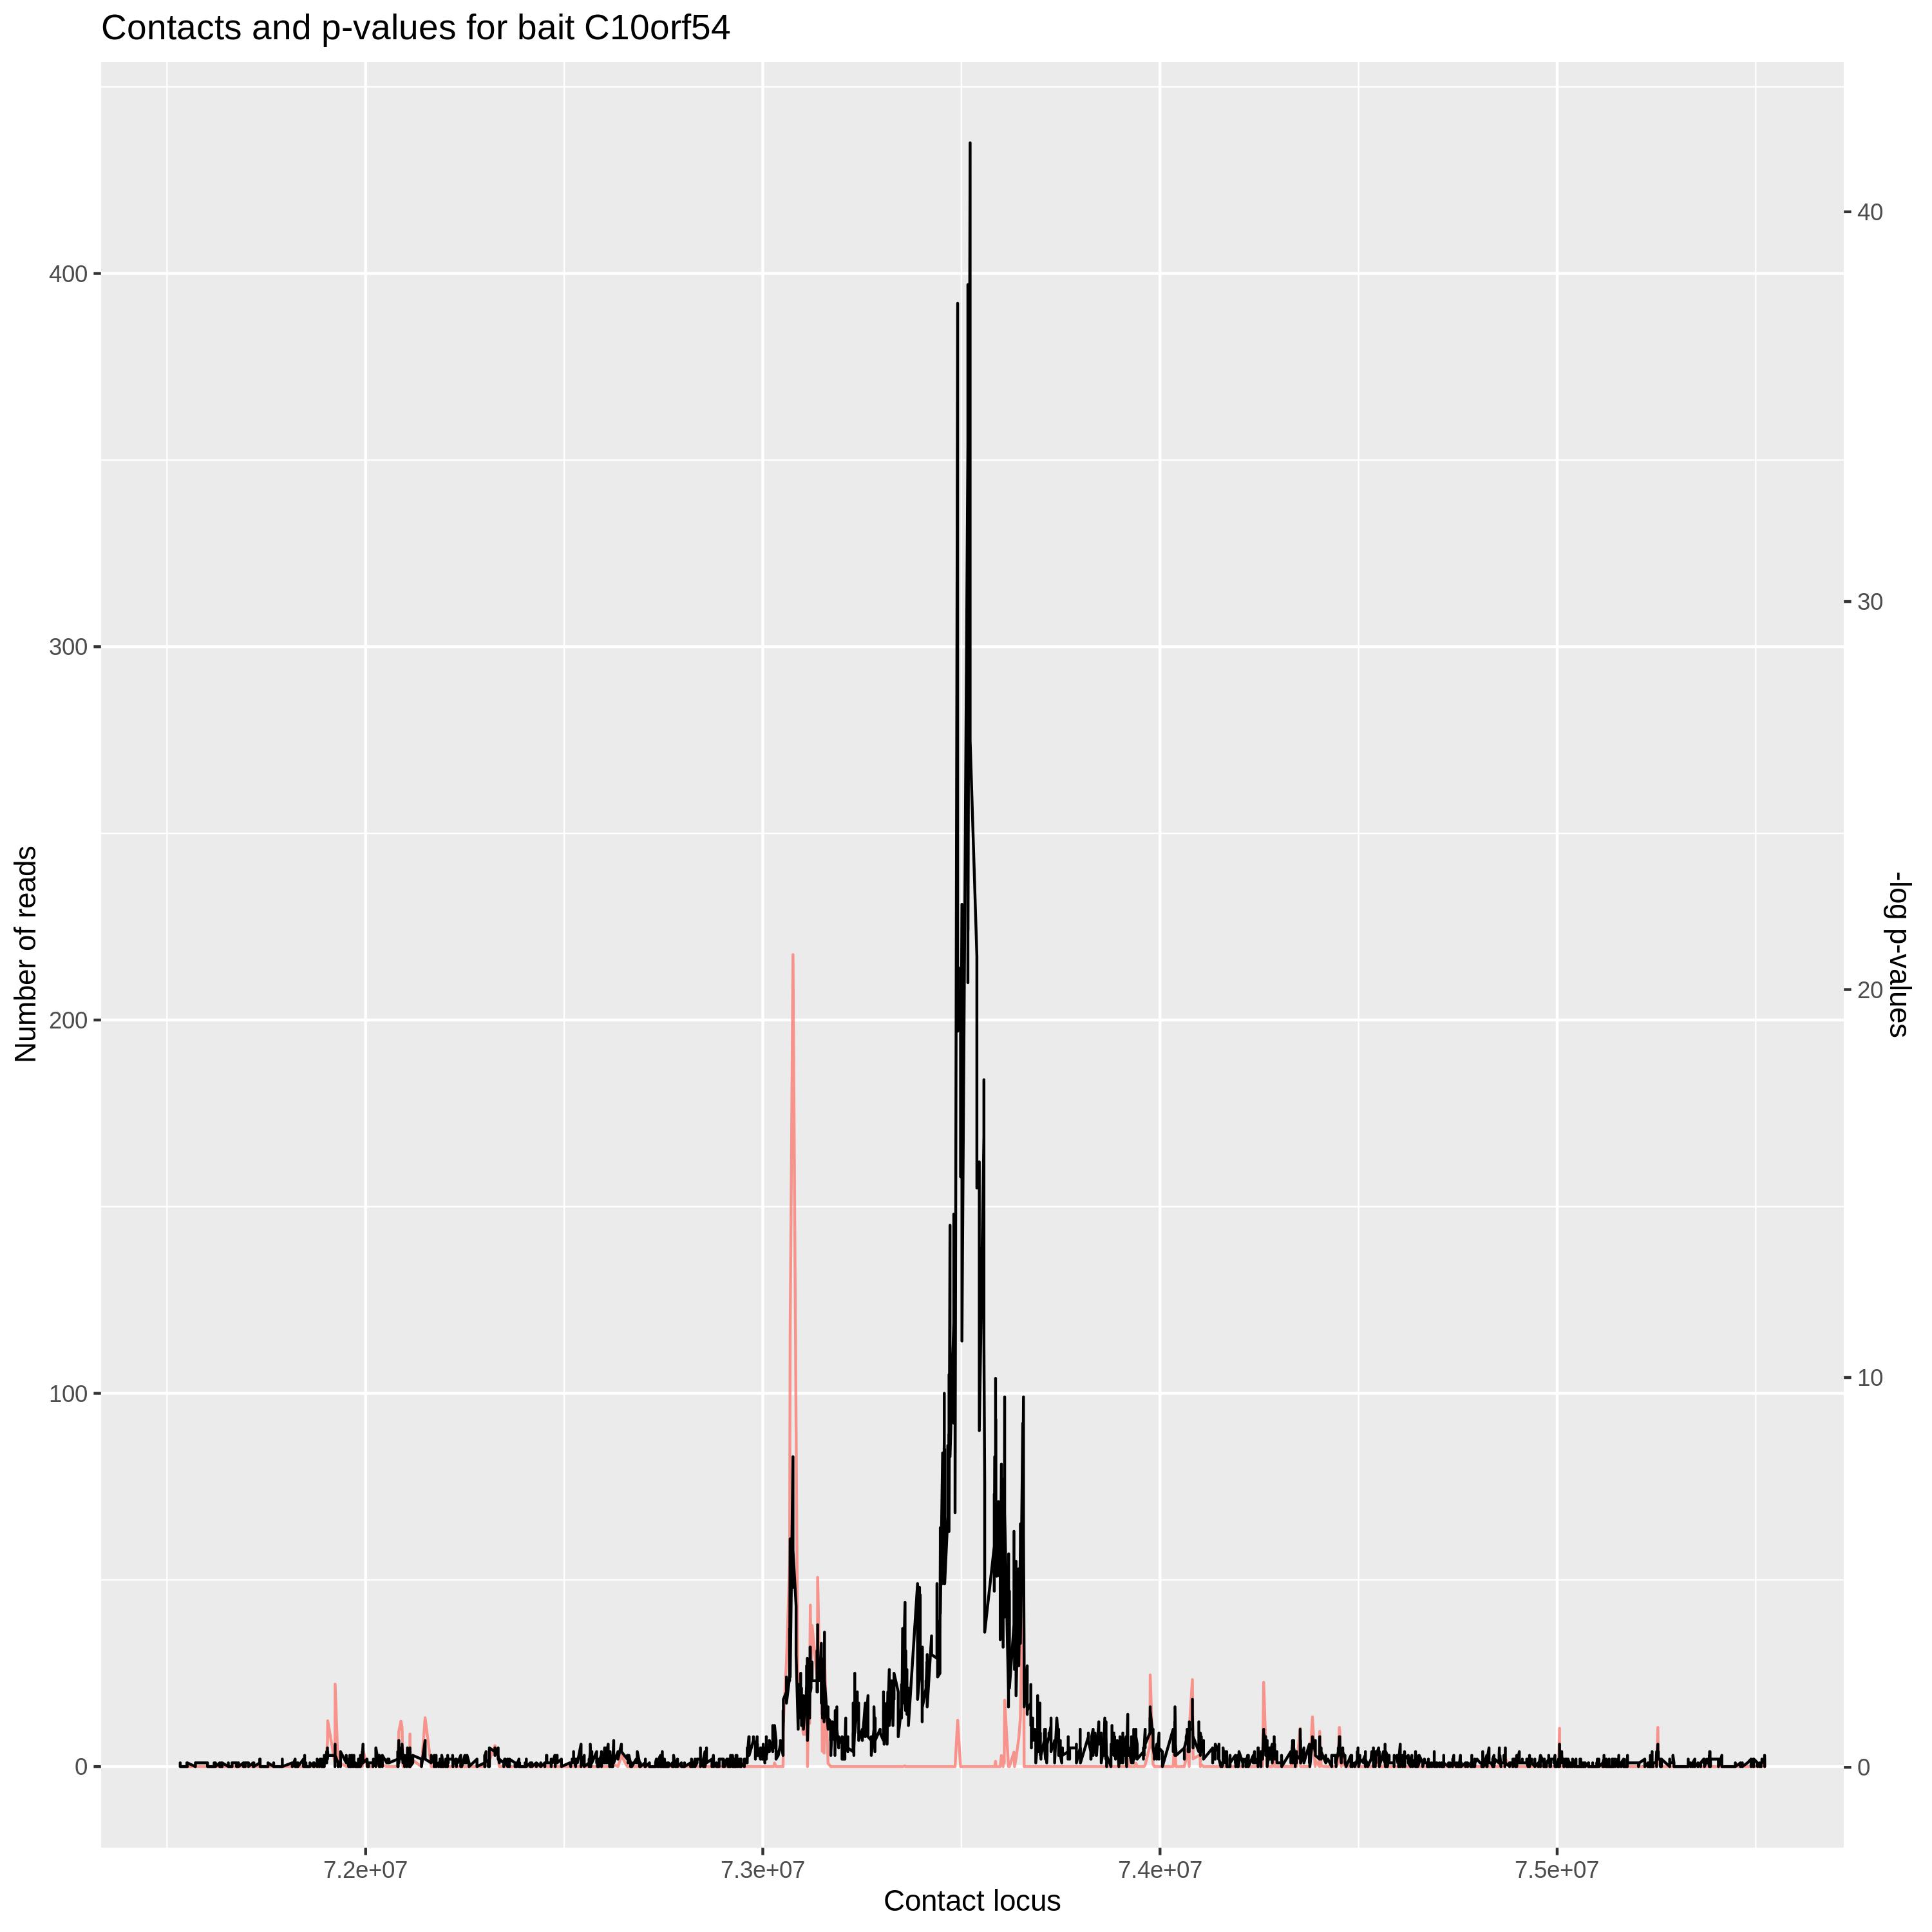 Contacts and p-values for bait C10orf54
Number of reads
400
300
200
100
0
40
30
20
10
0
-log p-values
7.2e+07 7.3e+07 7.4e+07 7.5e+07
Contact locus